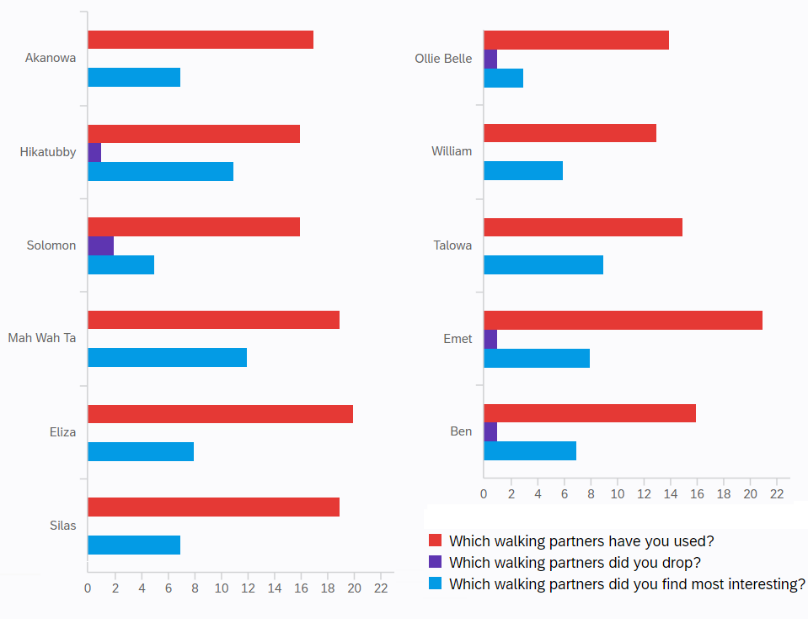 Akanowa
Hikatubby
Solomon
Mah Wah Ta
Eliza
Silas
0 2 4 6 8 10 12 14 16 18 20 22
Ollie Belle
William
Talowa
Emet
Ben
0 2 4 6 8 10 12 14 16 18 20 22
Which walking partners have you used?
Which walking partners did you drop?
Which walking partners did you find most interesting?